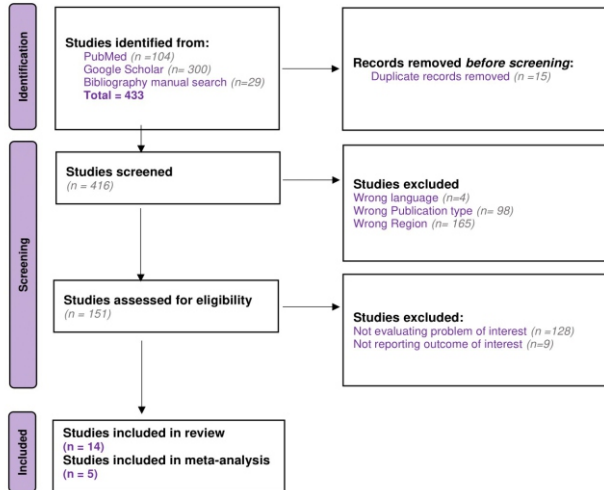 Identification
Studies identified from:
PubMed (n =104)
Google Scholar (n= 300)
Bibliography manual search (n=29)
Total = 433
Records removed before screening:
Duplicate records removed (n =15)
Screening
Studies screened
(n = 416)
Studies excluded
Wrong language (n=4)
Wrong Publication type (n= 98)
Wrong Region (n= 165)
Studies assessed for eligibility
(n = 151)
Studies excluded:
Not evaluating problem of interest (n =128)
Not reporting outcome of interest (n=9)
Included
Studies included in review
(n = 14)
Studies included in meta-analysis
(n = 5)